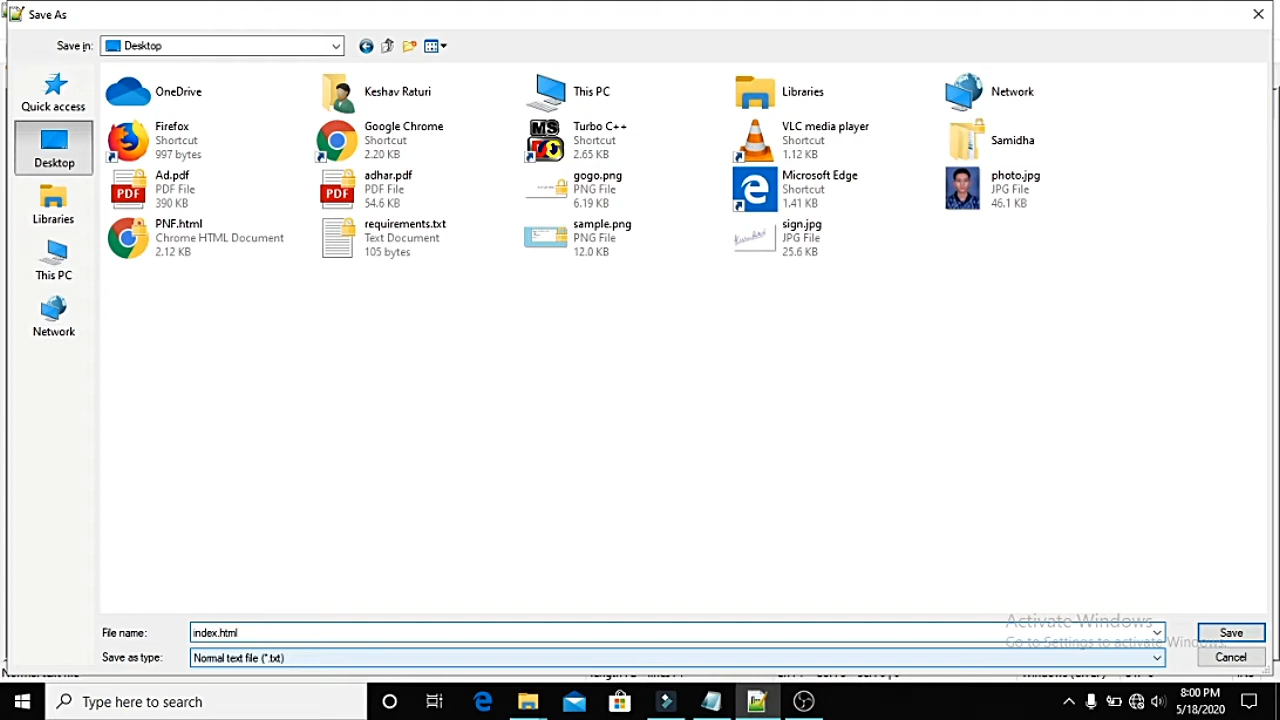 Save As
Save in:
Desktop
Quick access
Desktop
Libraries
This PC
Network
OneDrive
Keshav Raturi
This PC
Libraries
Network
Firefox
Shortcut
997 bytes
Google Chrome
Shortcut
2.20 KB
Turbo C++
Shortcut
2.65 KB
VLC media player
Shortcut
1.12 KB
Samidha
Ad.pdf
PDF File
390 KB
adhar.pdf
PDF File
54.6 KB
gogo.png
PNG File
6.19 KB
Microsoft Edge
Shortcut
1.41 KB
photo.jpg
JPG File
46.1 KB
PNF.html
Chrome HTML Document
2.12 KB
requirements.txt
Text Document
105 bytes
sample.png
PNG File
12.0 KB
sign.jpg
JPG File
25.6 KB
File name:
index.html
Save
Save as type:
Normal text file (*.txt)
Cancel
Activate Windows
Go to Settings to activate Windows.
Type here to search
8:00 PM
5/18/2020